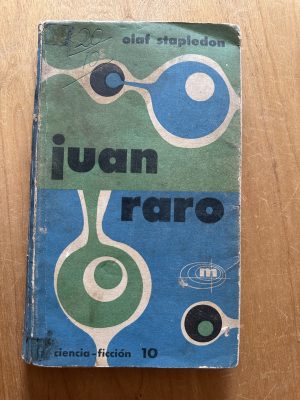 olaf stapledon
juan
raro
m
ciencia-ficción 10